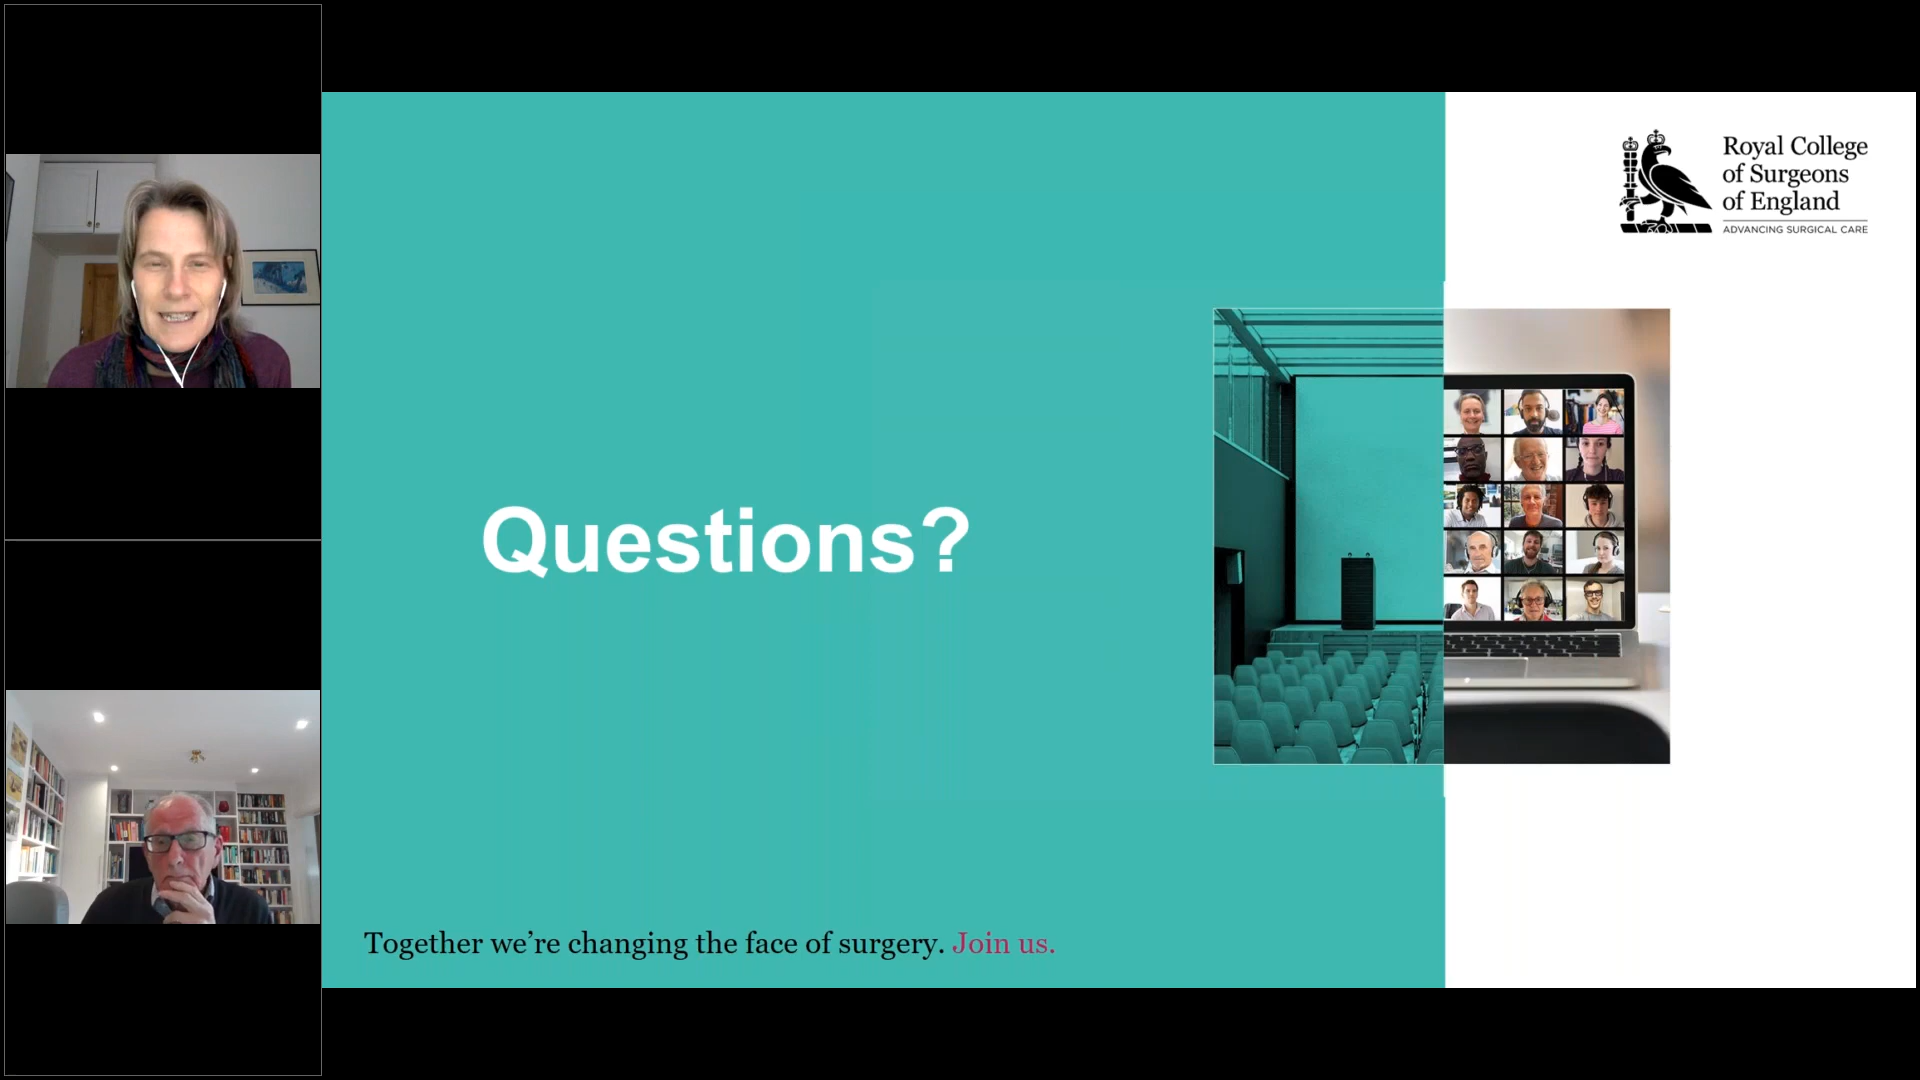 Royal College
of Surgeons
of England
ADVANCING SURGICAL CARE
Questions?
Together we’re changing the face of surgery. Join us.